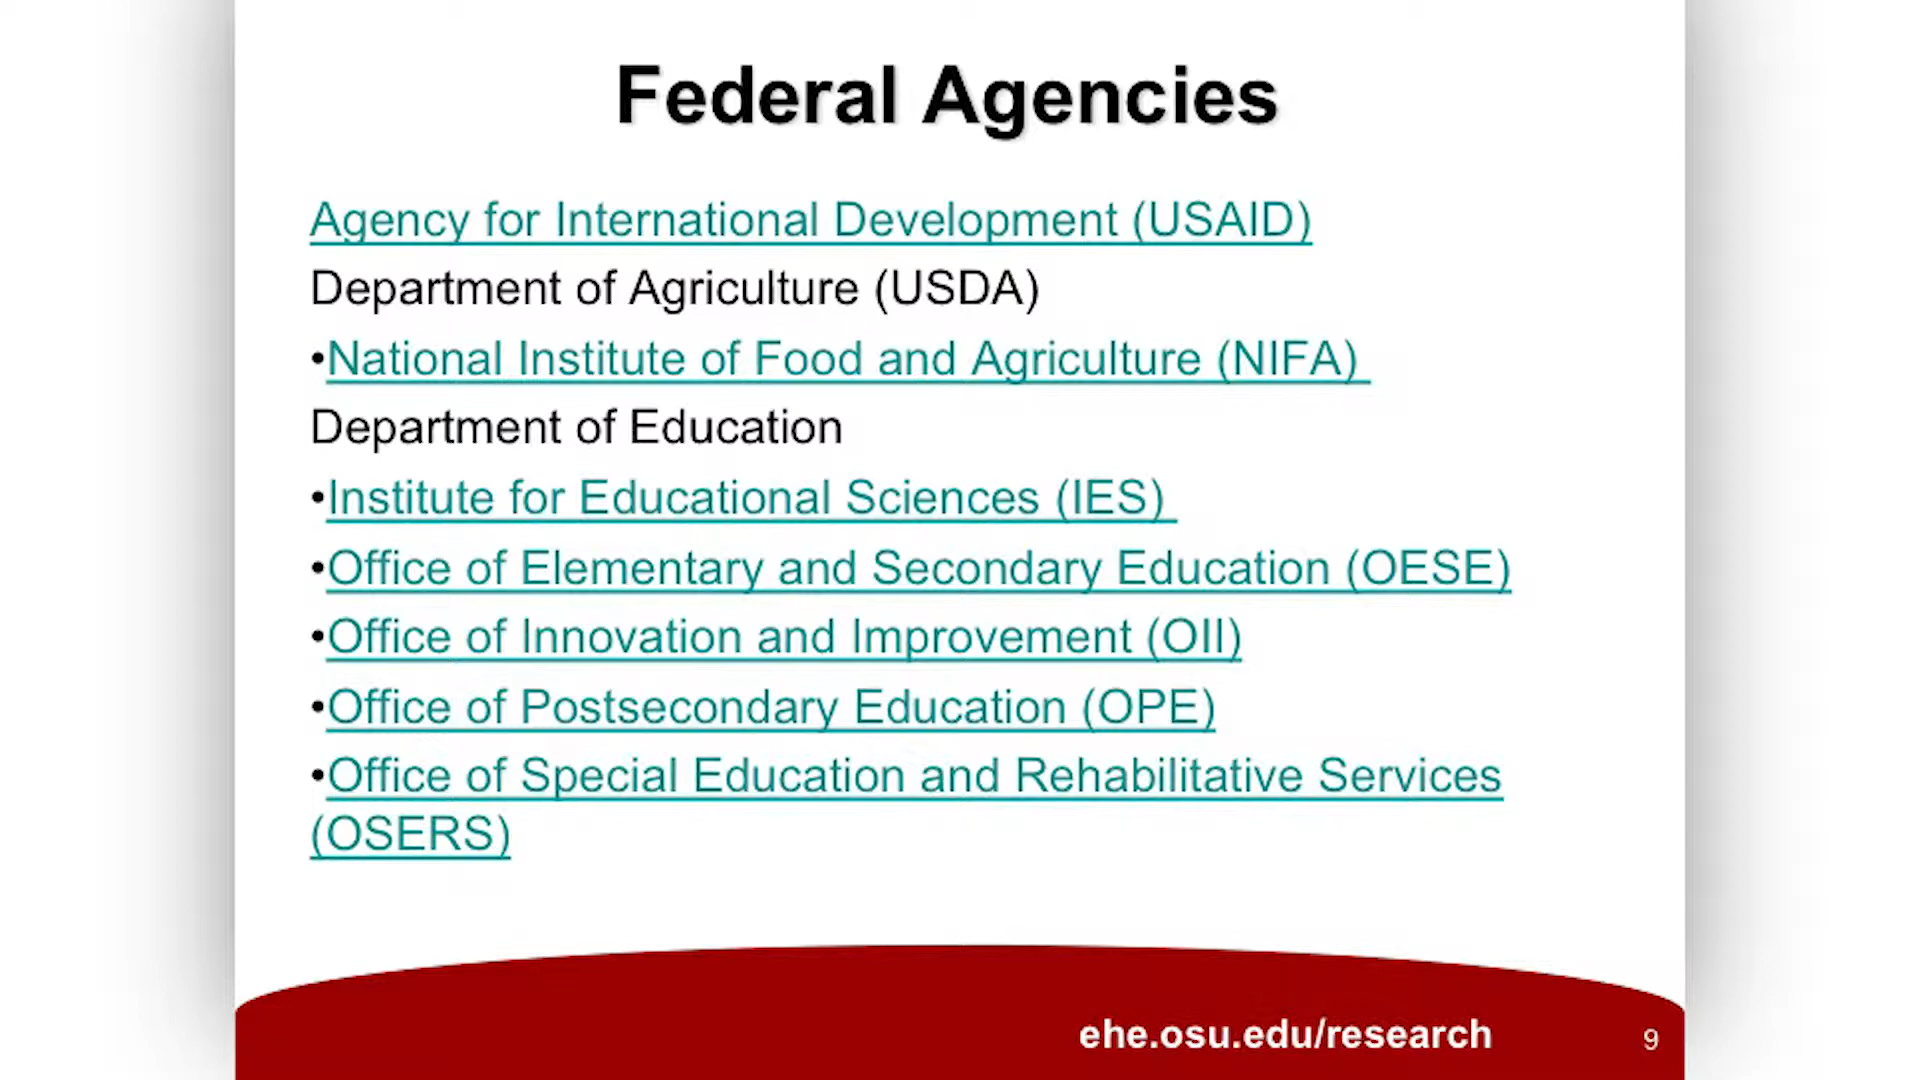 Federal Agencies
Agency for International Development (USAID)
Department of Agriculture (USDA)
•National Institute of Food and Agriculture (NIFA)
Department of Education
•Institute for Educational Sciences (IES)
•Office of Elementary and Secondary Education (OESE)
•Office of Innovation and Improvement (OII)
•Office of Postsecondary Education (OPE)
•Office of Special Education and Rehabilitative Services
(OSERS)
ehe.osu.edu/research
9